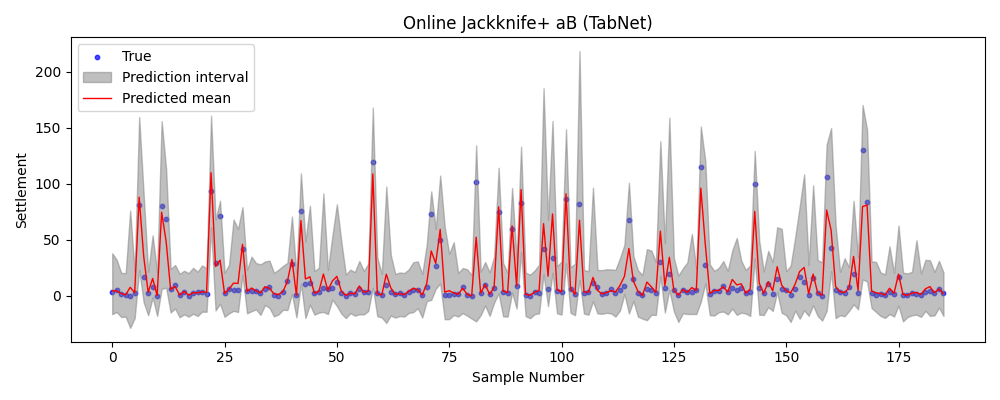 Online Jackknife+ aB (TabNet)
True
Prediction interval
Predicted mean
Settlement
200
150
100
50
0
0 25 50 75 100 125 150 175
Sample Number